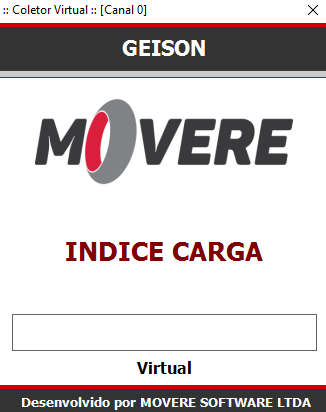 :: Coletor Virtual :: [Canal 0]
GEISON
MOVERE
INDICE CARGA
Virtual
Desenvolvido por MOVERE SOFTWARE LTDA